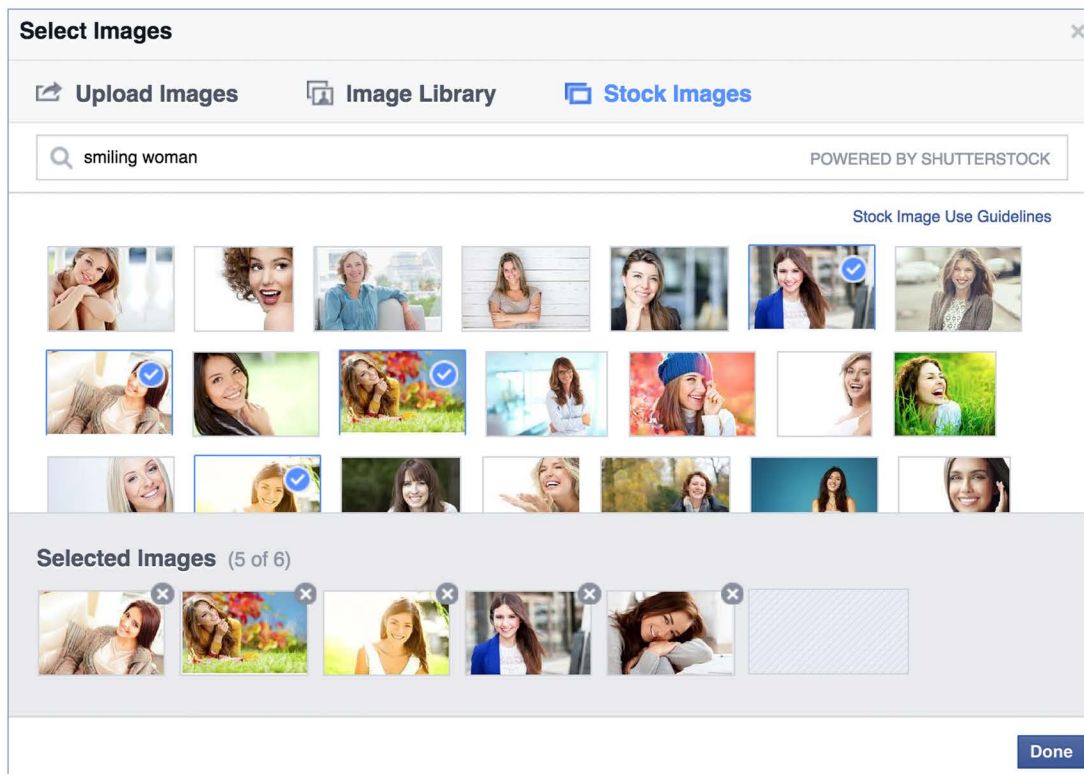 Select Images
Upload Images Image Library Stock Images
smiling woman POWERED BY SHUTTERSTOCK
Stock Image Use Guidelines
Selected Images (5 of 6)
Done